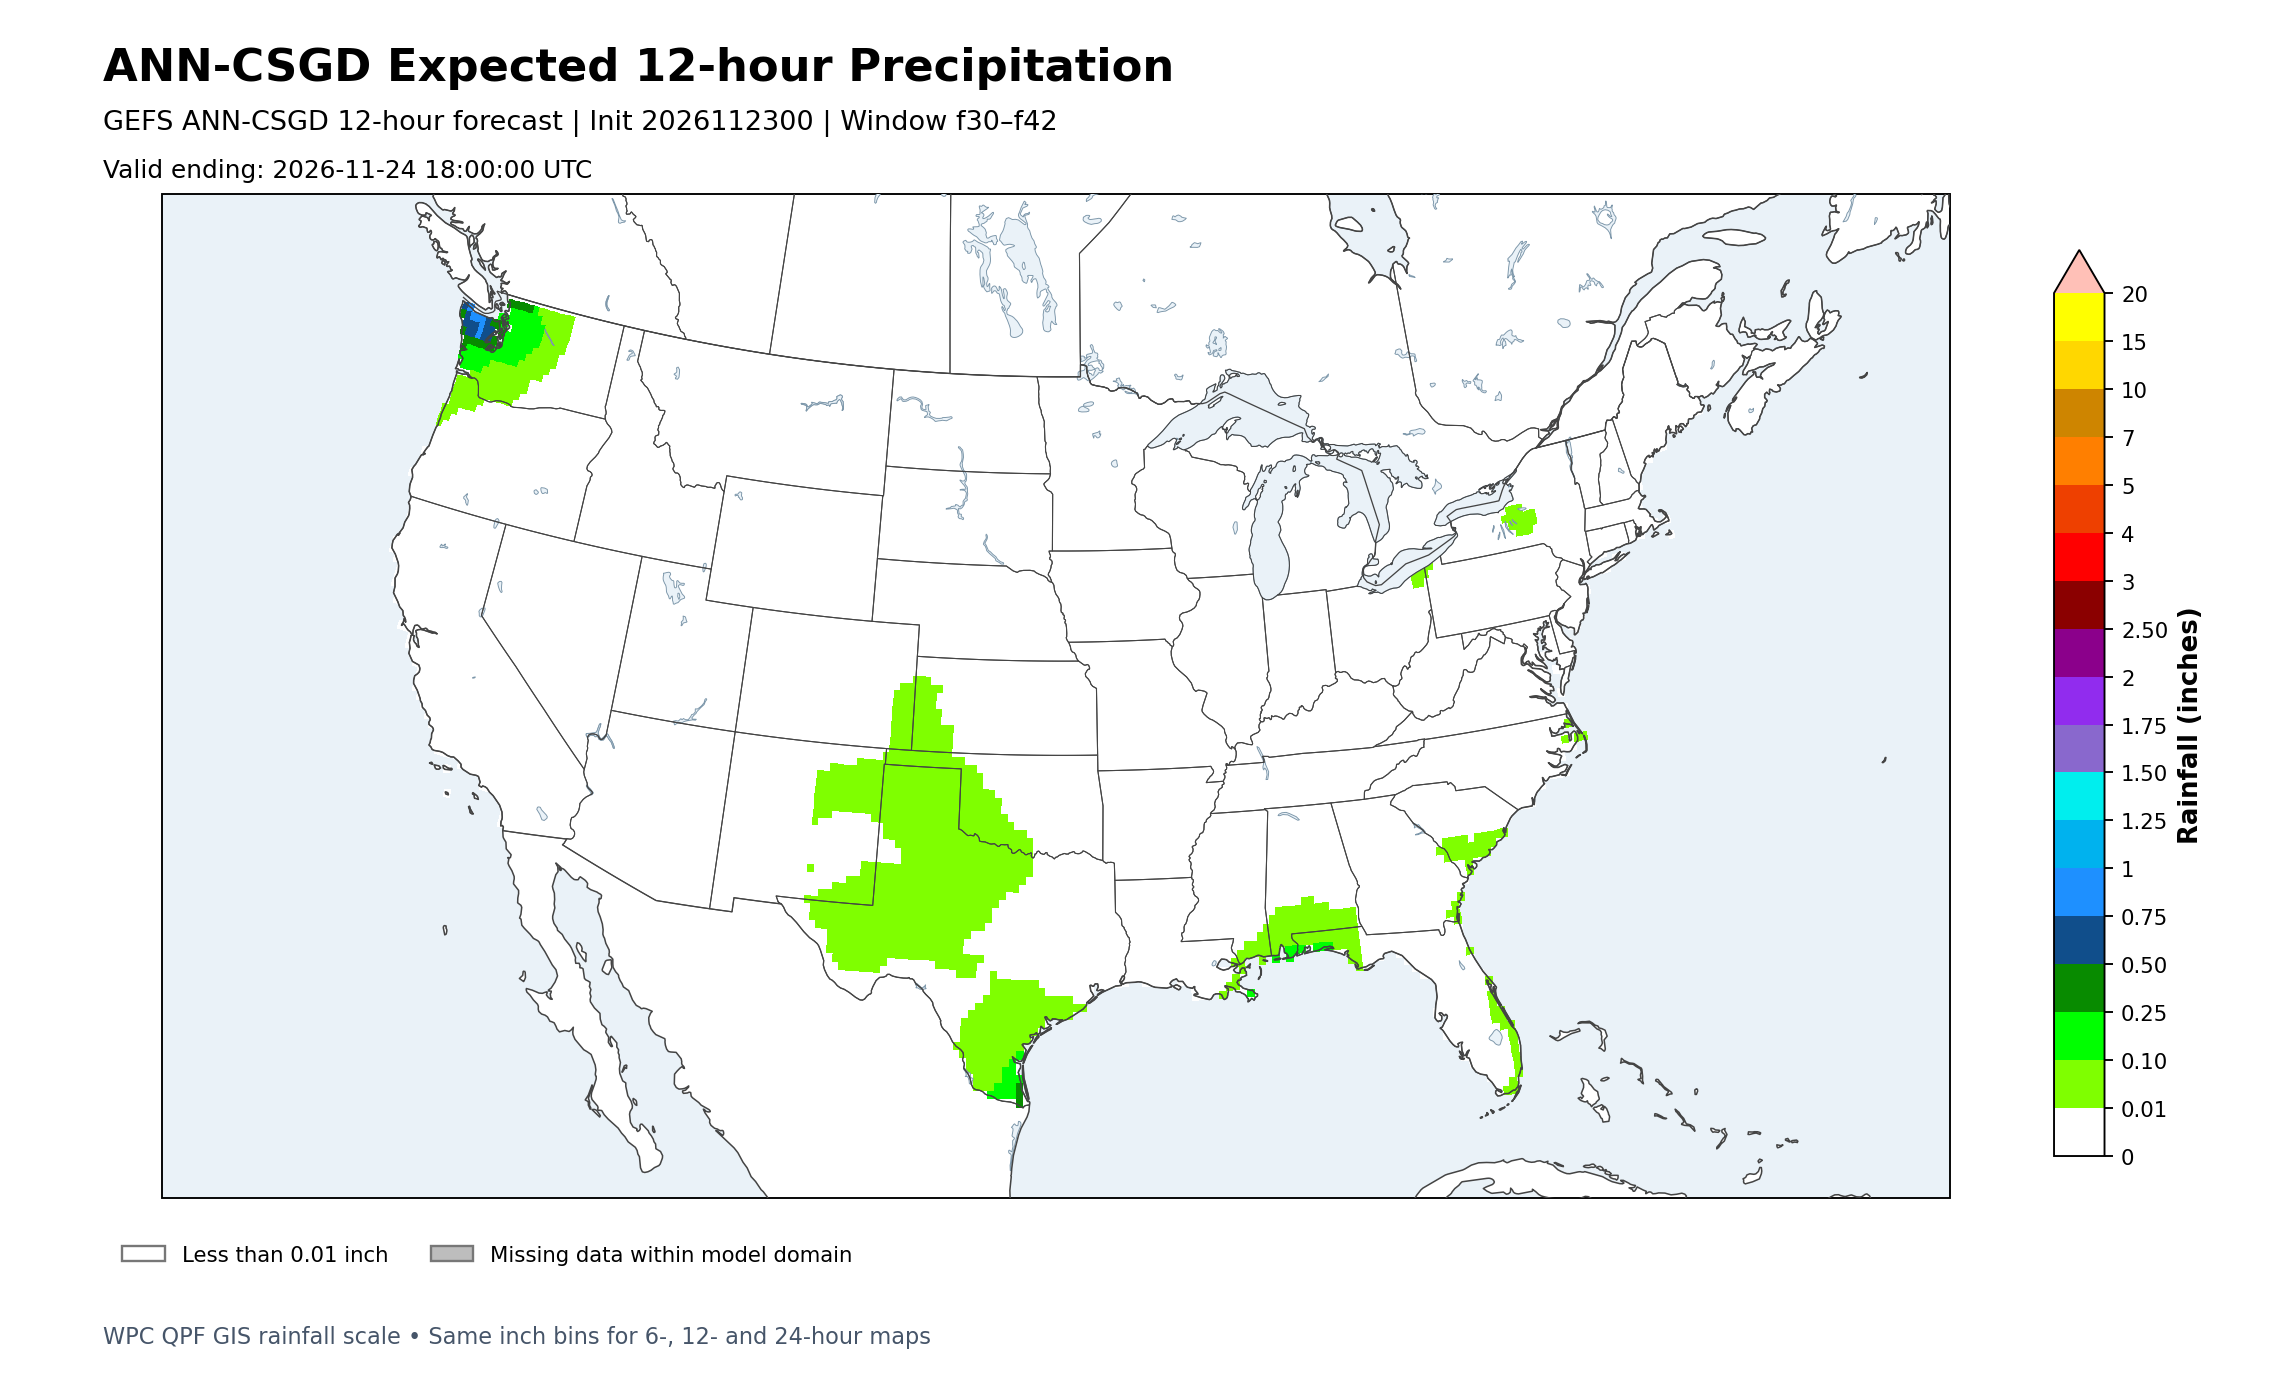 ANN-CSGD Expected 12-hour Precipitation
GEFS ANN-CSGD 12-hour forecast | Init 2026112300 | Window f30–f42
Valid ending: 2026-11-24 18:00:00 UTC
20
15
10
7
5
4
3
2.50
2
1.75
1.50
1.25
1
0.75
0.50
0.25
0.10
0.01
0
Rainfall (inches)
Less than 0.01 inch
Missing data within model domain
WPC QPF GIS rainfall scale • Same inch bins for 6-, 12- and 24-hour maps